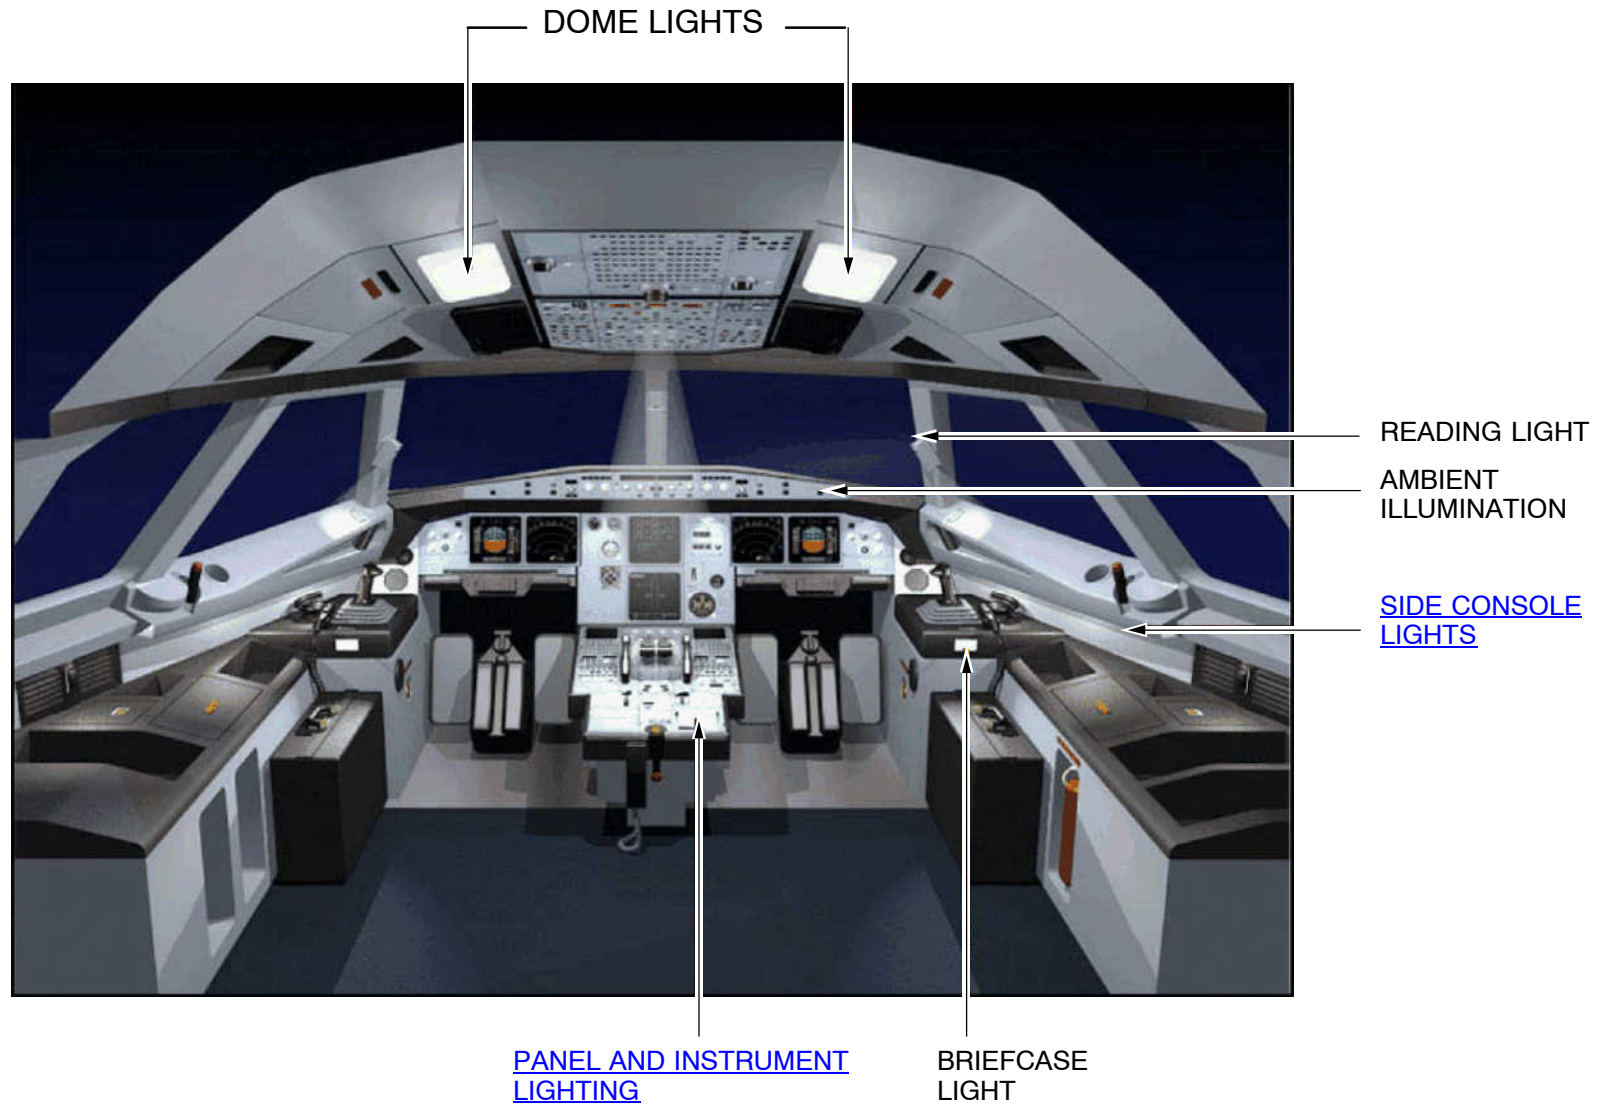 DOME LIGHTS
READING LIGHT
AMBIENT
ILLUMINATION
SIDE CONSOLE
LIGHTS
PANEL AND INSTRUMENT
LIGHTING
BRIEFCASE
LIGHT